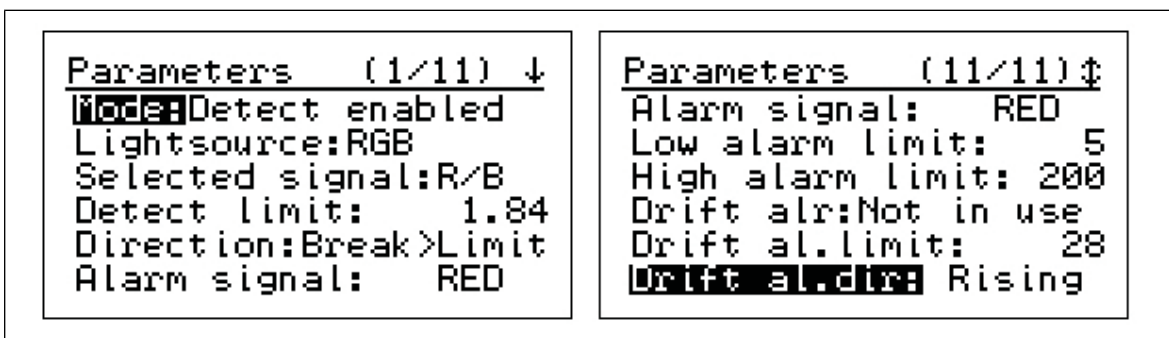 Parameters (1/11) ↓
Mode:Detect enabled
Lightsource:RGB
Selected signal:R/B
Detect limit: 1.84
Direction:Break>Limit
Alarm signal: RED
Parameters (11/11)↕
Alarm signal: RED
Low alarm limit: 5
High alarm limit: 200
Drift alr:Not in use
Drift al.limit: 28
Drift al.dir: Rising